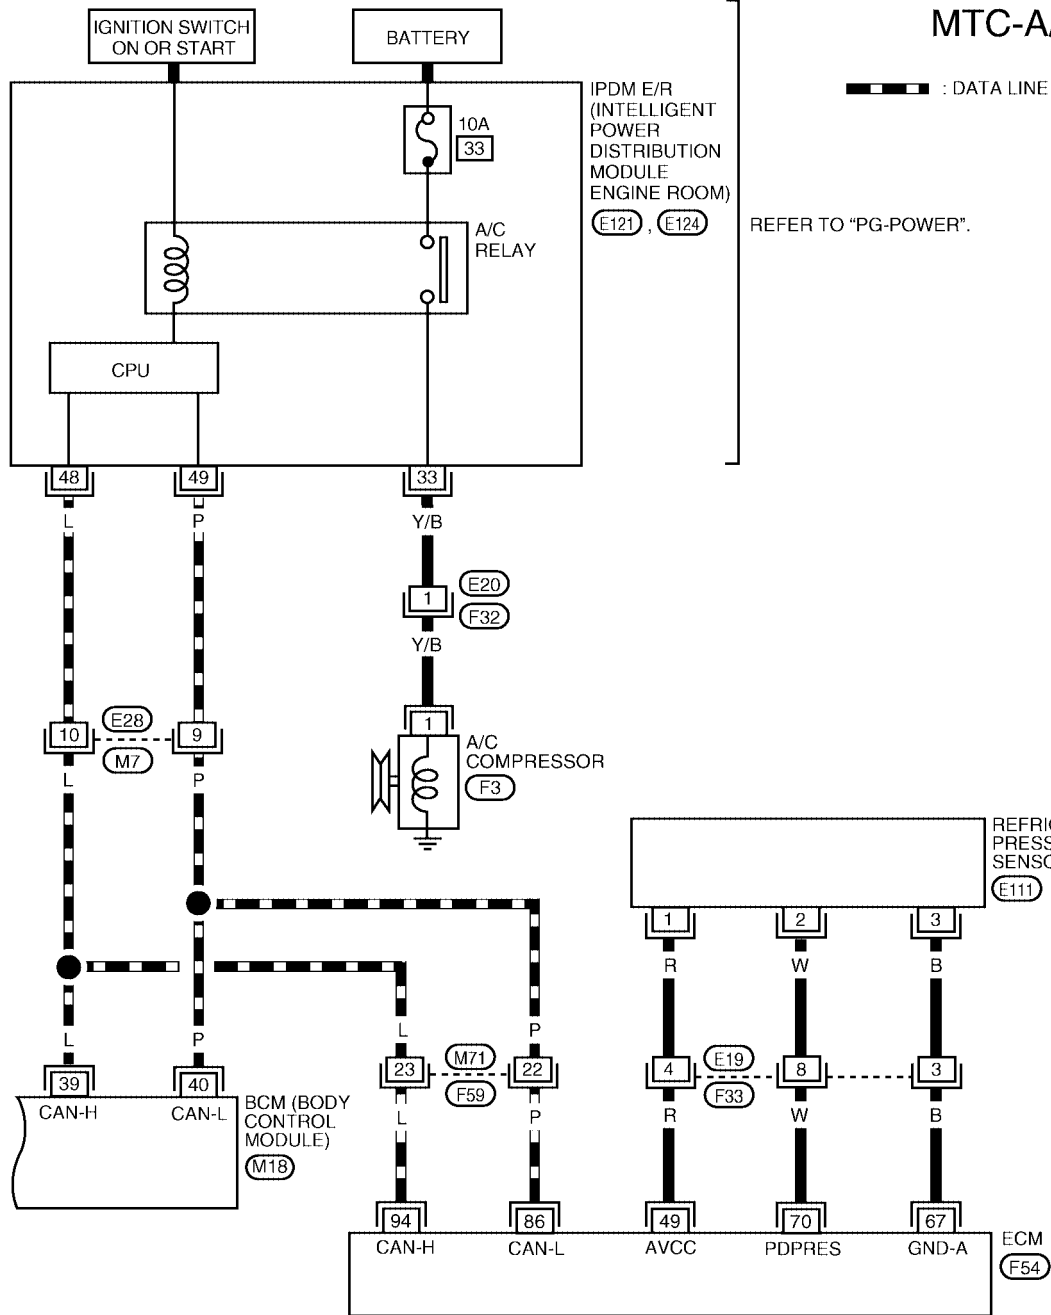 IGNITION SWITCH
ON OR START
BATTERY
MTC-A
: DATA LINE
IPDM E/R
(INTELLIGENT
POWER
DISTRIBUTION
MODULE
ENGINE ROOM)
E121 , E124
10A
33
REFER TO “PG-POWER”.
A/C
RELAY
CPU
48
49
33
L
P
Y/B
1
E20
F32
Y/B
10
E28
M7
9
L
P
1
A/C
COMPRESSOR
F3
REFRI
PRESS
SENSO
E111
1
2
3
R
W
B
L
P
L
P
23
M71
F59
22
4
E19
F33
8
3
39
40
CAN-H
CAN-L
BCM (BODY
CONTROL
MODULE)
M18
L
P
R
W
B
94
86
49
70
67
CAN-H
CAN-L
AVCC
PDPRES
GND-A
ECM
F54